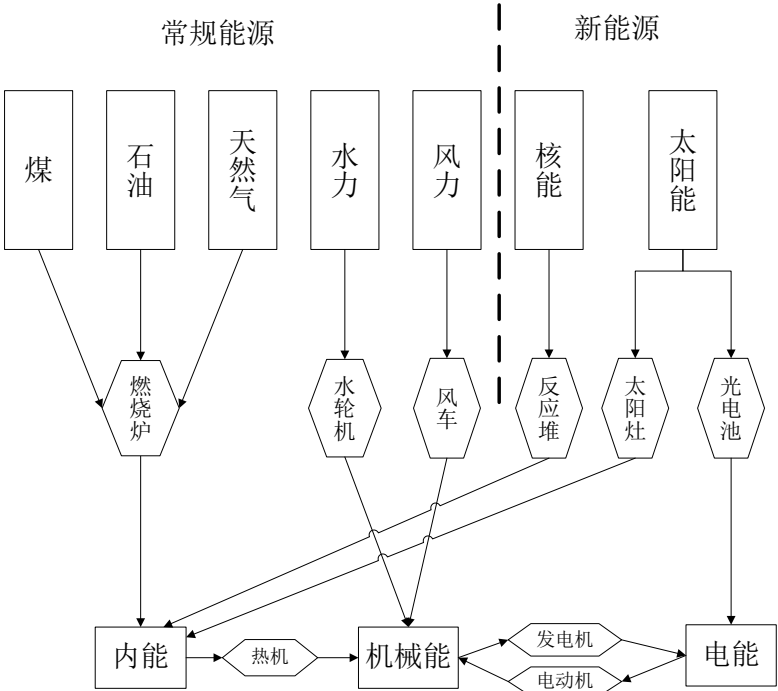 常规能源
新能源
煤
石油
天然气
水力
风力
核能
太阳能
燃烧炉
水轮机
风车
反应堆
太阳灶
光电池
内能
热机
机械能
发电机
电动机
电能